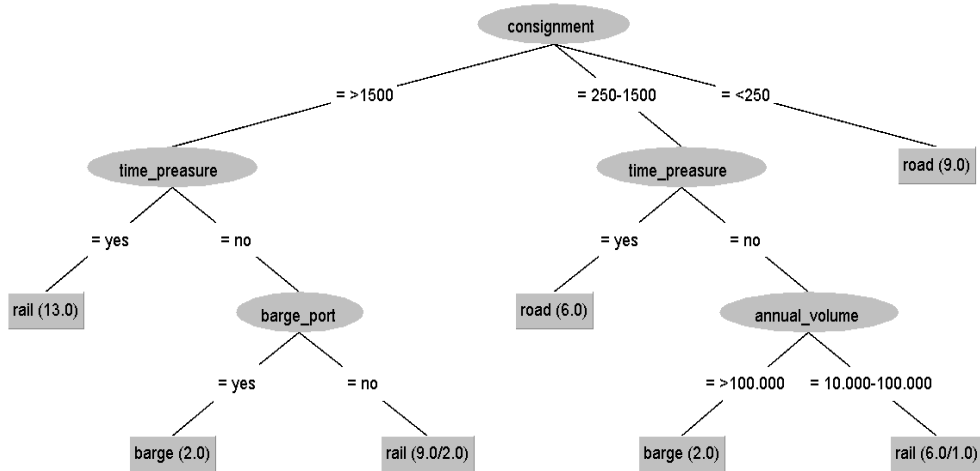 consignment
= >1500
= 250-1500
= <250
time_preasure
time_preasure
road (9.0)
= yes
= no
= yes
= no
rail (13.0)
barge_port
road (6.0)
annual_volume
= yes
= no
= >100.000
= 10.000-100.000
barge (2.0)
rail (9.0/2.0)
barge (2.0)
rail (6.0/1.0)